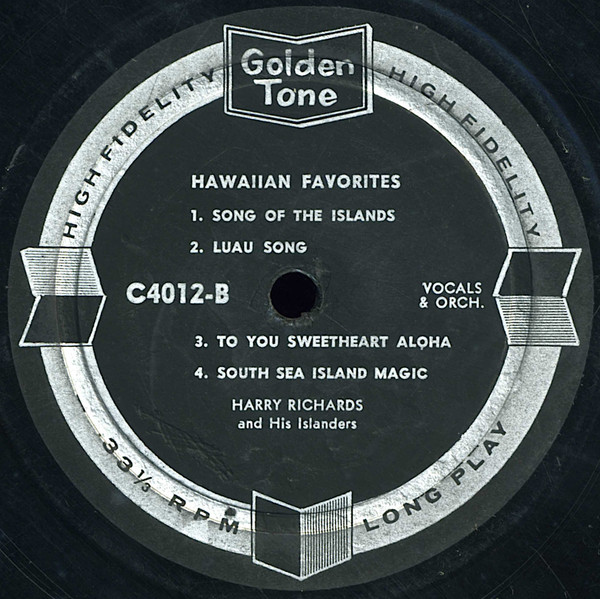 Golden
Tone
HIGH FIDELITY
HIGH FIDELITY
HAWAIIAN FAVORITES
1. SONG OF THE ISLANDS
2. LUAU SONG
C4012-B
VOCALS
& ORCH.
3. TO YOU SWEETHEART ALOHA
4. SOUTH SEA ISLAND MAGIC
HARRY RICHARDS
and His Islanders
33⅓ RPM
LONG PLAY